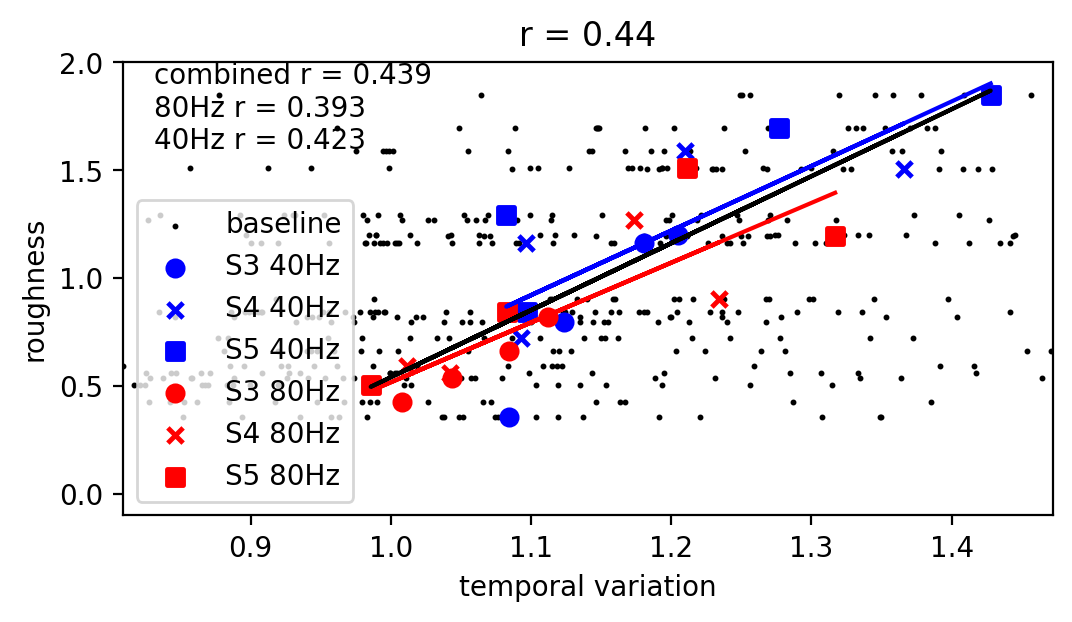 r = 0.44
combined r = 0.439
80Hz r = 0.393
40Hz r = 0.423
baseline
S3 40Hz
S4 40Hz
S5 40Hz
S3 80Hz
S4 80Hz
S5 80Hz
roughness
2.0
1.5
1.0
0.5
0.0
0.9 1.0 1.1 1.2 1.3 1.4
temporal variation